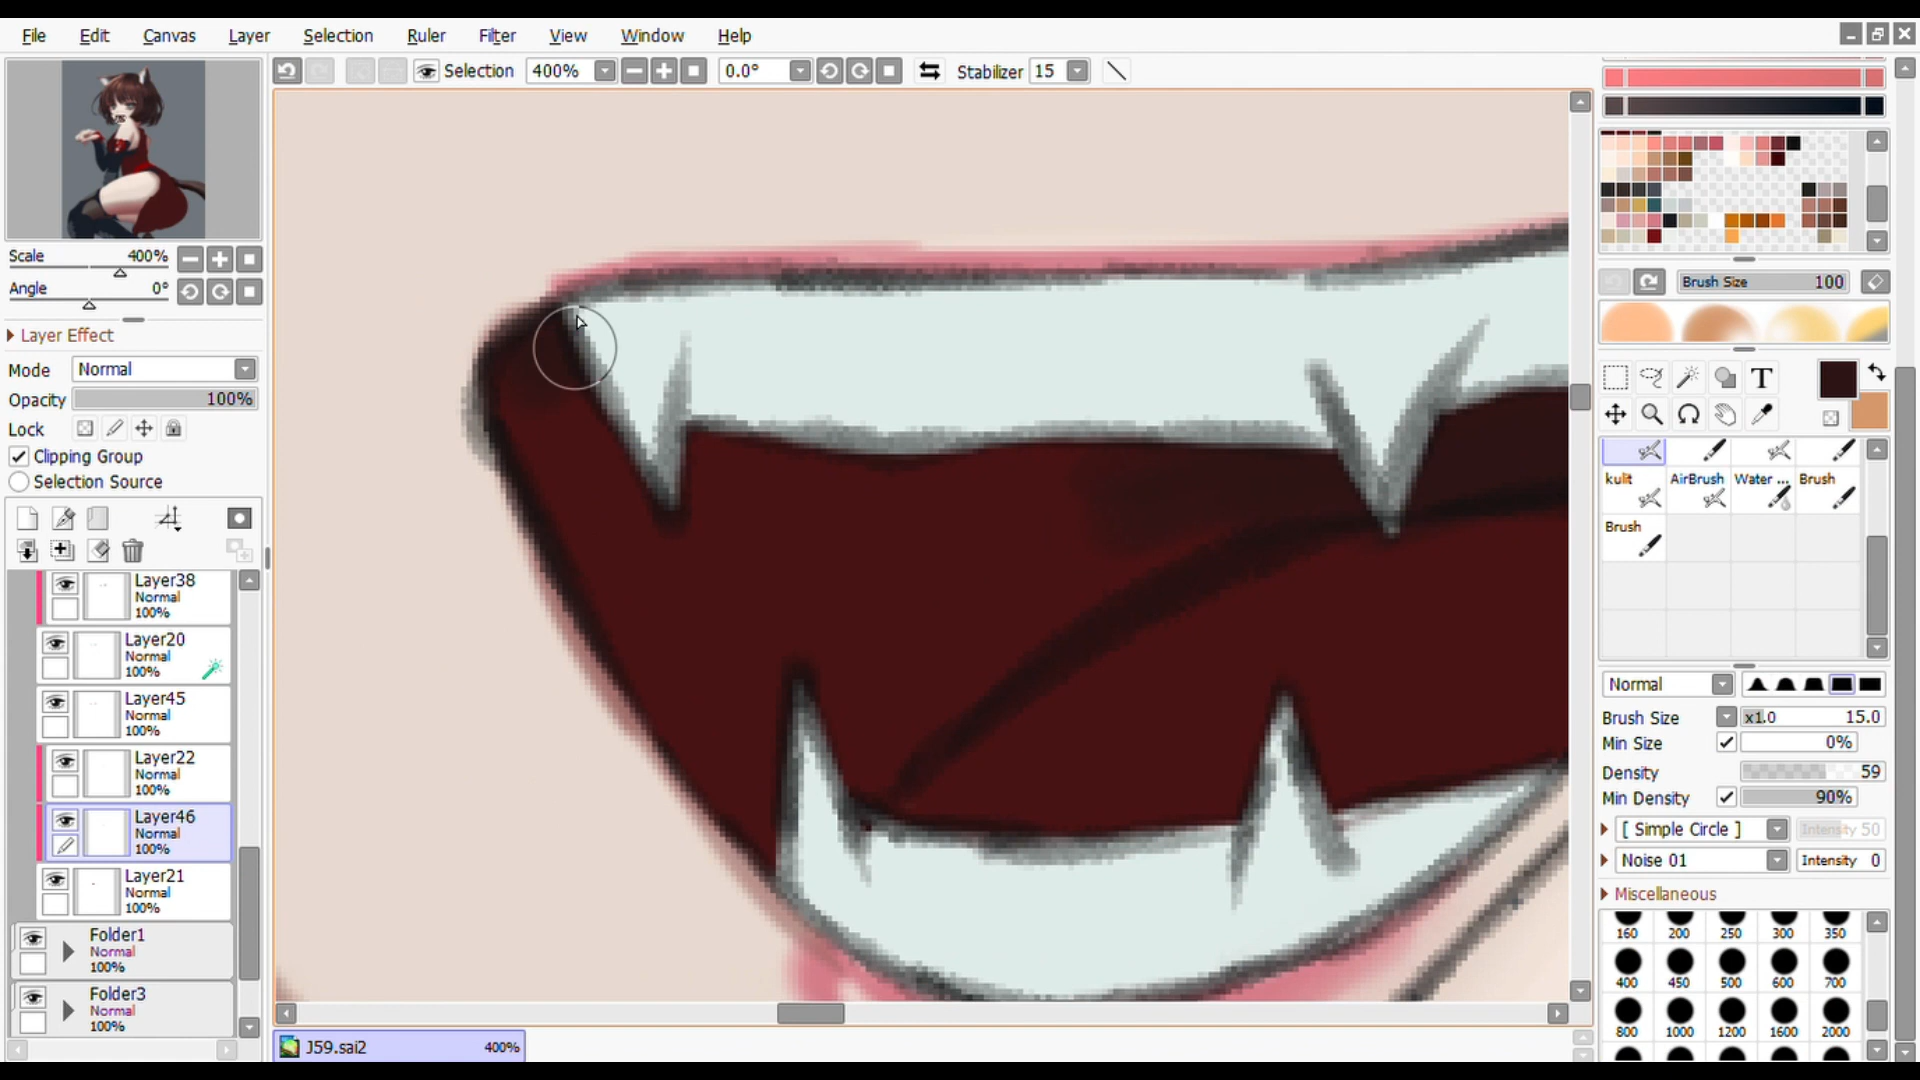 File Edit Canvas Layer Selection Ruler Filter View Window Help
Selection 400% 0.0° Stabilizer 15
Scale 400%
Angle 0°
Layer Effect
Mode Normal
Opacity 100%
Lock
Clipping Group
Selection Source
Layer38
Normal
100%
Layer20
Normal
100%
Layer45
Normal
100%
Layer22
Normal
100%
Layer46
Normal
100%
Layer21
Normal
100%
Folder1
Normal
100%
Folder3
Normal
100%
J59.sai2 400%
Brush Size 100
T
kulit AirBrush Water ... Brush
Brush
Normal
Brush Size x1.0 15.0
Min Size 0%
Density 59
Min Density 90%
[ Simple Circle ] Intensity 50
Noise 01 Intensity 0
Miscellaneous
160 200 250 300 350
400 450 500 600 700
800 1000 1200 1600 2000